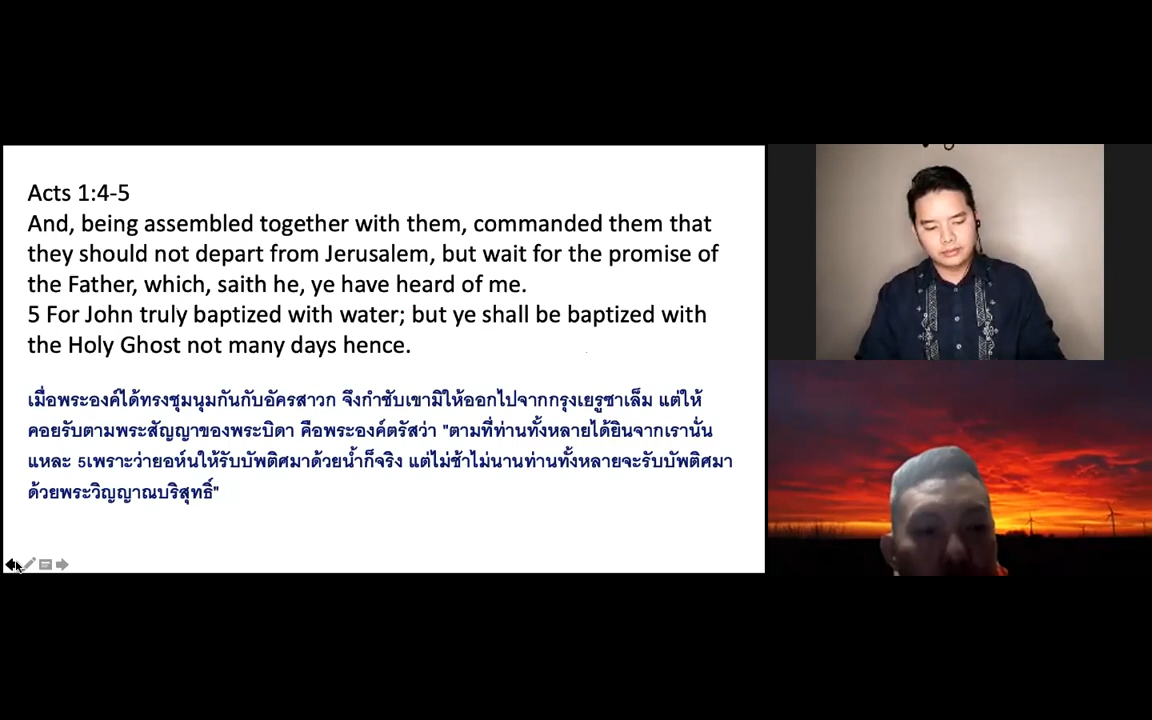 Acts 1:4-5
And, being assembled together with them, commanded them that
they should not depart from Jerusalem, but wait for the promise of
the Father, which, saith he, ye have heard of me.
5 For John truly baptized with water; but ye shall be baptized with
the Holy Ghost not many days hence.
เมื่อพระองค์ได้ทรงชุมนุมกันกับอัครสาวก จึงกำชับเขามิให้ออกไปจากกรุงเยรูซาเล็ม แต่ให้
คอยรับตามพระสัญญาของพระบิดา คือพระองค์ตรัสว่า "ตามที่ท่านทั้งหลายได้ยินจากเรานั่น
แหละ 5เพราะว่ายอห์นให้รับบัพติศมาด้วยน้ำก็จริง แต่ไม่ช้าไม่นานท่านทั้งหลายจะรับบัพติศมา
ด้วยพระวิญญาณบริสุทธิ์"